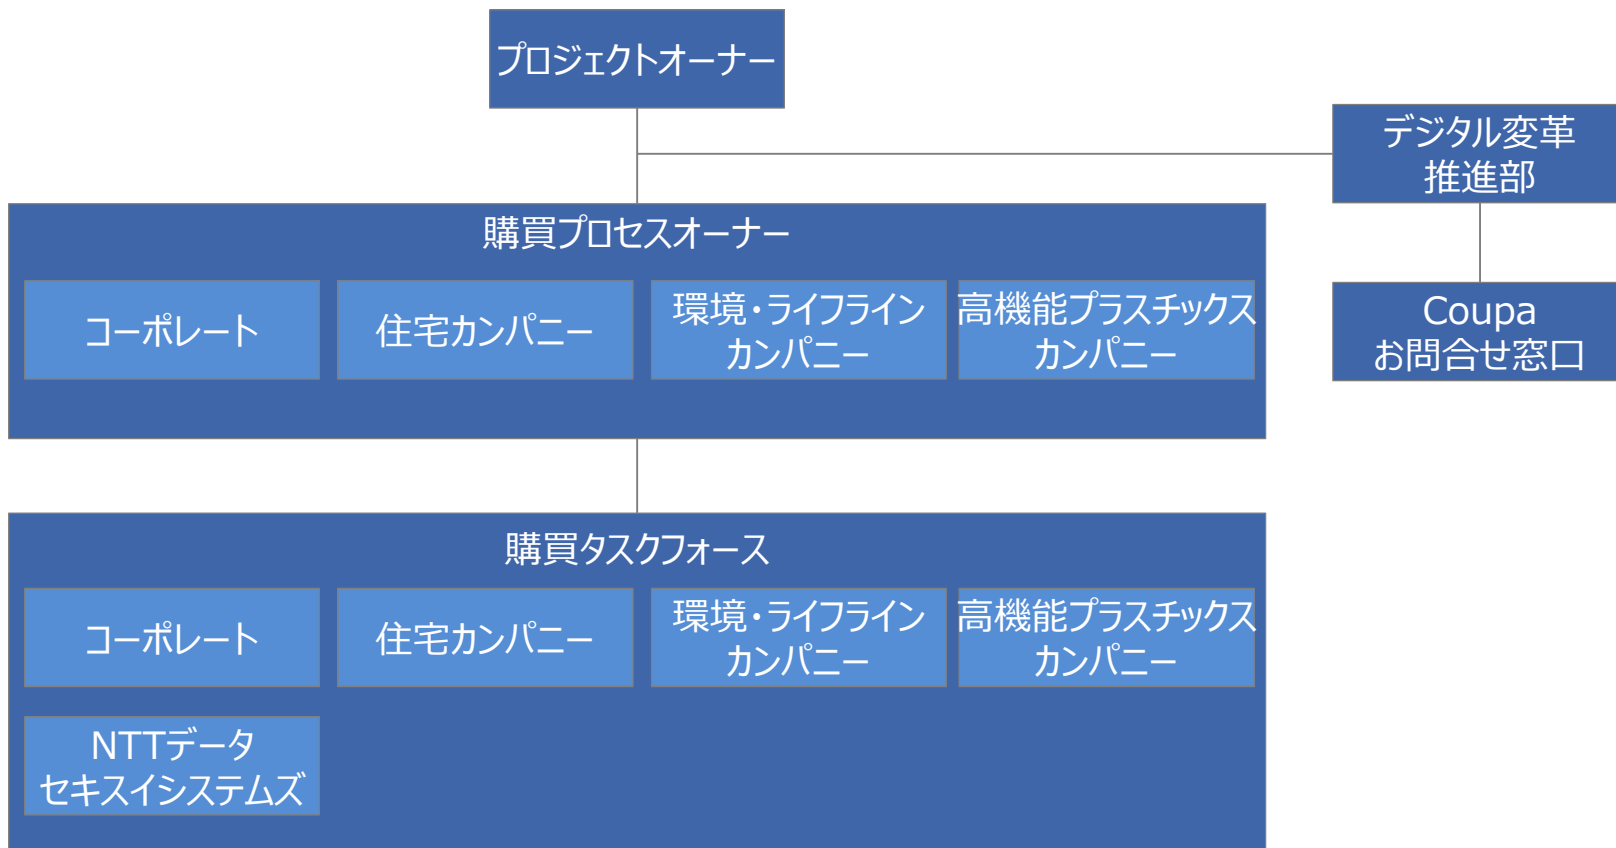 プロジェクトオーナー
デジタル変革
推進部
購買プロセスオーナー
コーポレート
住宅カンパニー
環境・ライフライン
カンパニー
高機能プラスチックス
カンパニー
Coupa
お問合せ窓口
購買タスクフォース
コーポレート
住宅カンパニー
環境・ライフライン
カンパニー
高機能プラスチックス
カンパニー
NTTデータ
セキスイシステムズ